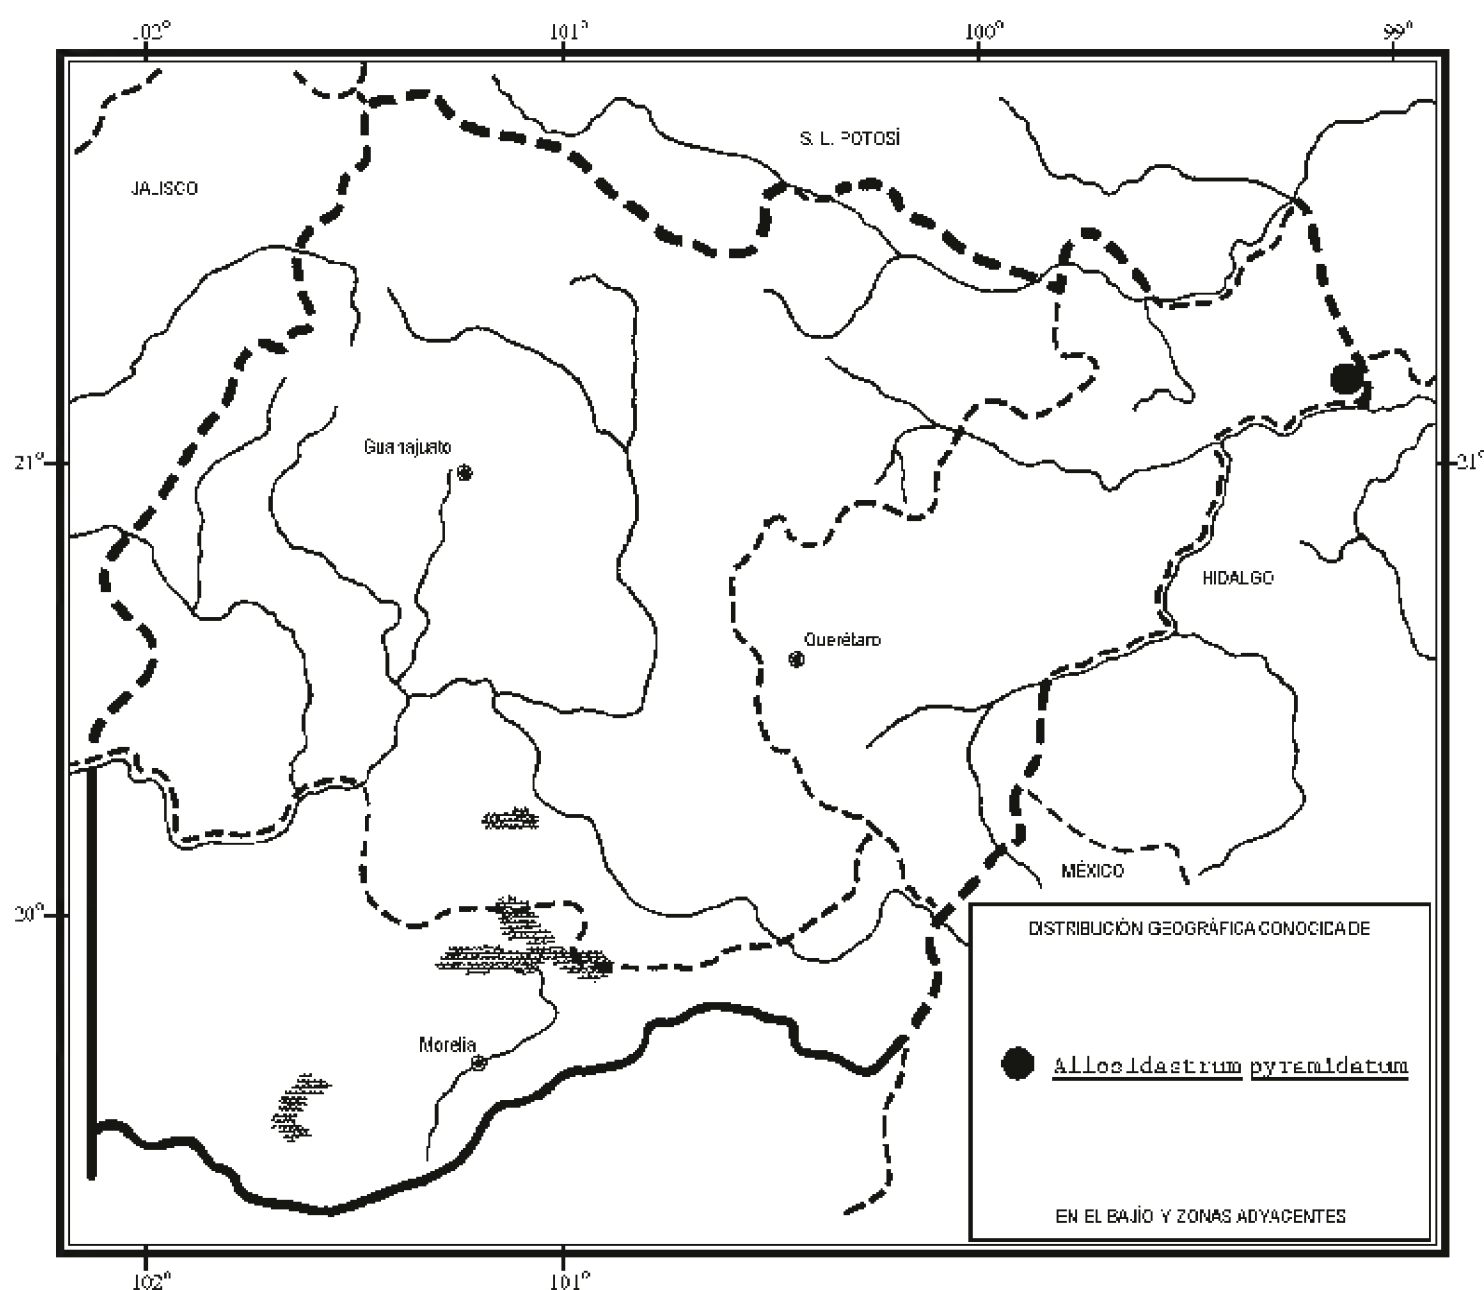 102°
101°
100°
99°
S. L. POTOSÍ
JALISCO
Guanajuato
21°
21°
HIDALGO
Querétaro
MÉXICO
20°
DISTRIBUCIÓN GEOGRÁFICA CONOCIDA DE
Morelia
Allosidastrum pyramidatum
EN EL BAJÍO Y ZONAS ADYACENTES
102°
101°